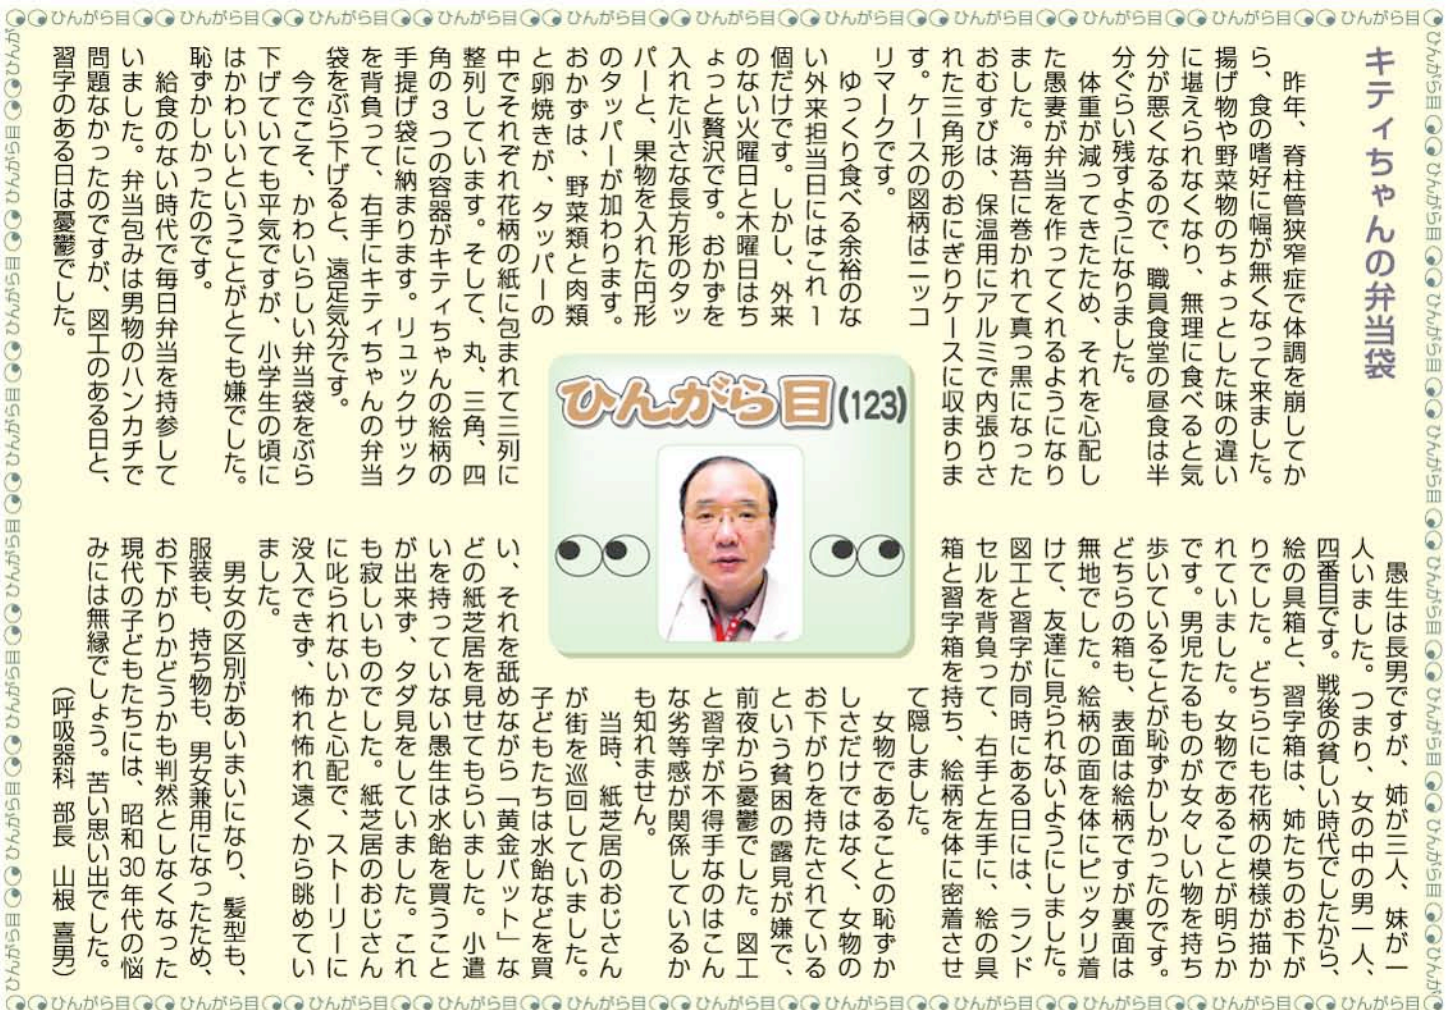 キティちゃんの弁当袋
昨年、脊柱管狭窄症で体調を崩してか
ら、食の嗜好に幅が無くなって来ました。
揚げ物や野菜物のちょっとした味の違い
に堪えられなくなり、無理に食べると気
分が悪くなるので、職員食堂の昼食は半
分ぐらい残すようになりました。
体重が減ってきたため、それを心配し
た愚妻が弁当を作ってくれるようになり
ました。海苔に巻かれて真っ黒になった
おむすびは、保温用にアルミで内張りさ
れた三角形のおにぎりケースに収まりま
す。ケースの図柄はニッコ
リマークです。
ゆっくり食べる余裕のな
い外来担当日にはこれ1
個だけです。しかし、外来
のない火曜日と木曜日はち
ょっと贅沢です。おかずを
入れた小さな長方形のタッ
パーと、果物を入れた円形
のタッパーが加わります。
おかずは、野菜類と肉類
と卵焼きが、タッパーの
中でそれぞれ花柄の紙に包まれて三列に
整列しています。そして、丸、三角、四
角の3つの容器がキティちゃんの絵柄の
手提げ袋に納まります。リュックサック
を背負って、右手にキティちゃんの弁当
袋をぶら下げると、遠足気分です。
今でこそ、かわいらしい弁当袋をぶら
下げていても平気ですが、小学生の頃に
はかわいいということがとても嫌でした。
恥ずかしかったのです。
給食のない時代で毎日弁当を持参して
いました。弁当包みは男物のハンカチで
問題なかったのですが、図工のある日と、
習字のある日は憂鬱でした。
ひんがら目(123)
愚生は長男ですが、姉が三人、妹が一
人いました。つまり、女の中の男一人、
四番目です。戦後の貧しい時代でしたから、
絵の具箱と、習字箱は、姉たちのお下が
りでした。どちらにも花柄の模様が描か
れていました。女物であることが明らか
です。男児たるものが女々しい物を持ち
歩いていることが恥ずかしかったのです。
どちらの箱も、表面は絵柄ですが裏面は
無地でした。絵柄の面を体にピッタリ着
けて、友達に見られないようにしました。
図工と習字が同時にある日には、ランド
セルを背負って、右手と左手に、絵の具
箱と習字箱を持ち、絵柄を体に密着させ
て隠しました。
女物であることの恥ずか
しさだけではなく、女物の
お下がりを持たされている
という貧困の露見が嫌で、
前夜から憂鬱でした。図工
と習字が不得手なのはこん
な劣等感が関係しているか
も知れません。
当時、紙芝居のおじさん
が街を巡回していました。
子どもたちは水飴などを買
い、それを舐めながら「黄金バット」な
どの紙芝居を見せてもらいました。小遣
いを持っていない愚生は水飴を買うこと
が出来ず、タダ見をしていました。これ
も寂しいものでした。紙芝居のおじさん
に叱られないかと心配で、ストーリーに
没入できず、怖れ怖れ遠くから眺めてい
ました。
男女の区別があいまいになり、髪型も、
服装も、持ち物も、男女兼用になったため、
お下がりかどうかも判然としなくなった
現代の子どもたちには、昭和30年代の悩
みには無縁でしょう。苦い思い出でした。
（呼吸器科 部長 山根 喜男）